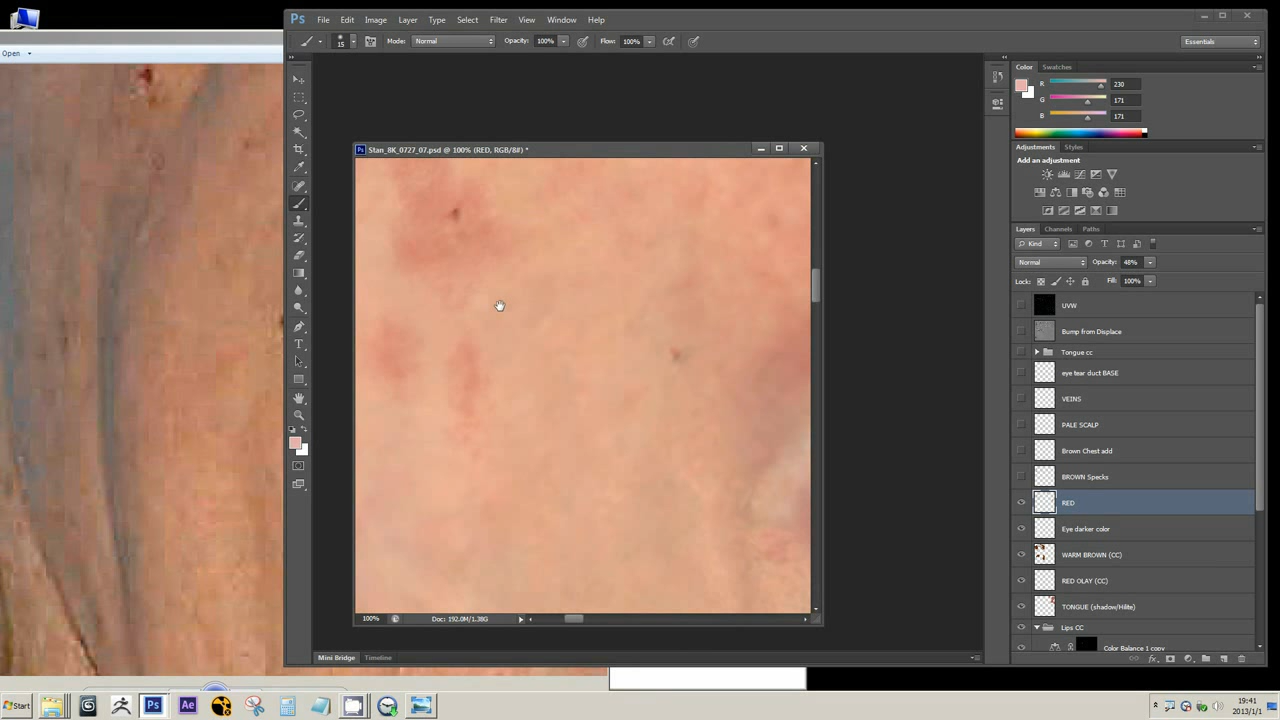 Open
Ps File Edit Image Layer Type Select Filter View Window Help
15 Mode: Normal Opacity: 100% Flow: 100% Essentials
Color Swatches
R 230
G 171
B 171
Adjustments Styles
Add an adjustment
Stan_8K_0727_07.psd @ 100% (RED, RGB/8#) *
Layers Channels Paths
Kind
Normal Opacity: 48%
Lock: Fill: 100%
UVW
Bump from Displace
Tongue cc
eye tear duct BASE
VEINS
PALE SCALP
Brown Chest add
BROWN Specks
RED
Eye darker color
WARM BROWN (CC)
RED OLAY (CC)
TONGUE (shadow/Hilite)
Lips CC
Color Balance 1 copy
100% Doc: 192.0M/1.38G
Mini Bridge Timeline
Start Ps Ae
19:41
2013/1/1